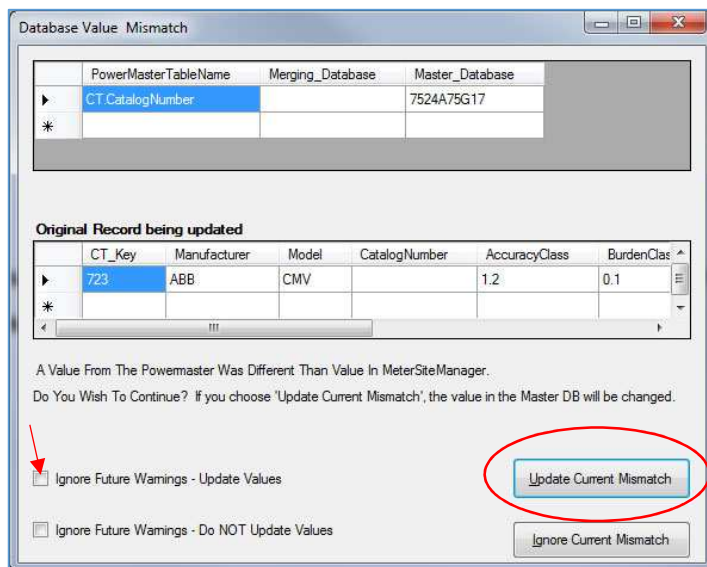 Database Value Mismatch
PowerMasterTableName Merging_Database Master_Database
CT.CatalogNumber 7524A75G17
Original Record being updated
CT_Key Manufacturer Model CatalogNumber AccuracyClass BurdenClas
723 ABB CMV 1.2 0.1
A Value From The Powermaster Was Different Than Value In MeterSiteManager.
Do You Wish To Continue? If you choose 'Update Current Mismatch', the value in the Master DB will be changed.
Ignore Future Warnings - Update Values
Update Current Mismatch
Ignore Future Warnings - Do NOT Update Values
Ignore Current Mismatch